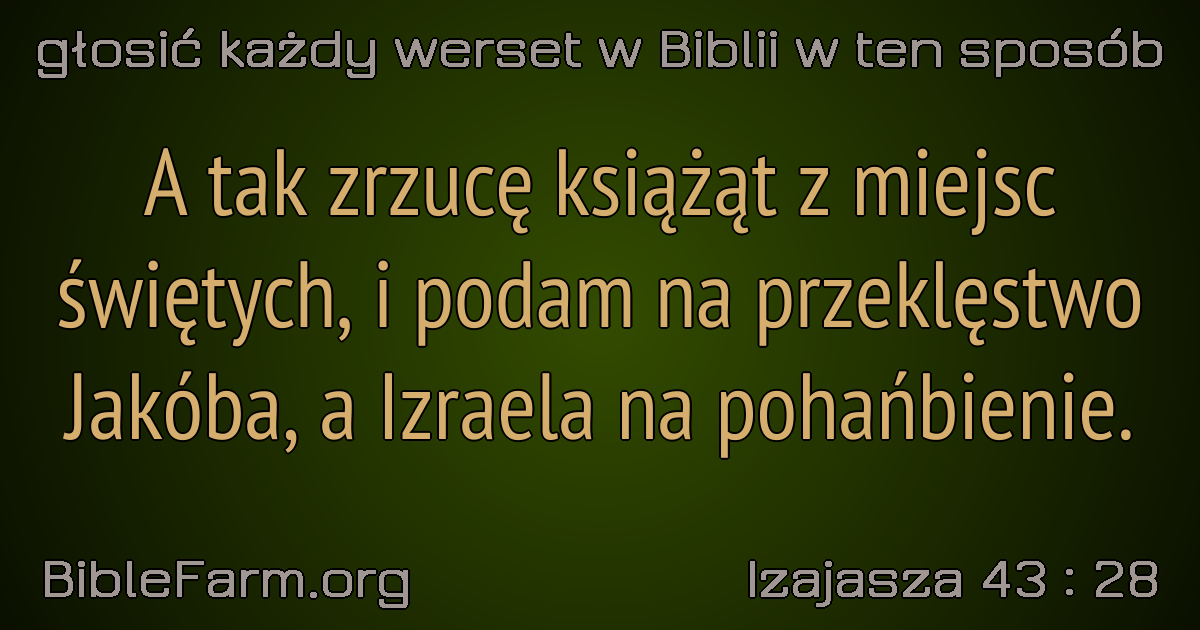 głosić każdy werset w Biblii w ten sposób
A tak zrzucę książąt z miejsc
świętych, i podam na przeklęstwo
Jakóba, a Izraela na pohańbienie.
BibleFarm.org
Izajasza 43 : 28